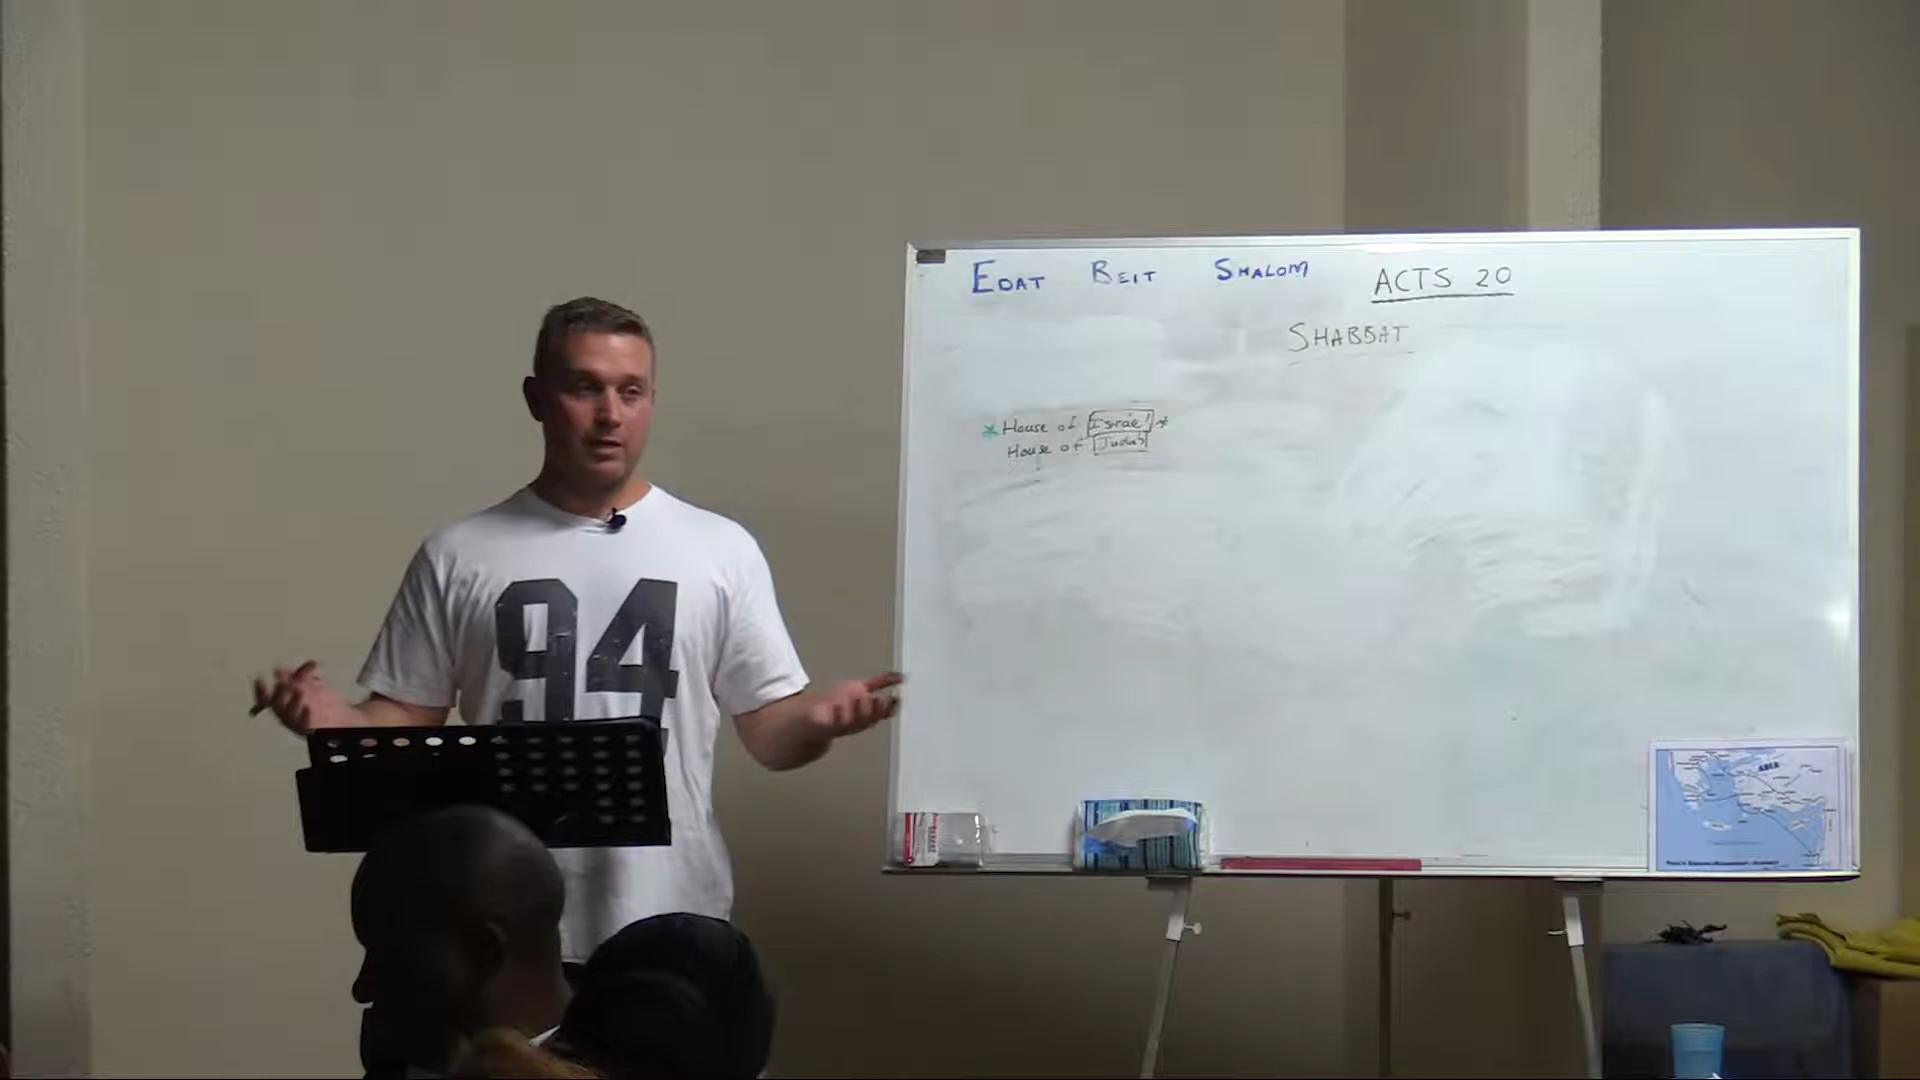 EDAT BEIT SHALOM
ACTS 20
SHABBAT
* House of Israel *
House of Judah
94
ASIA